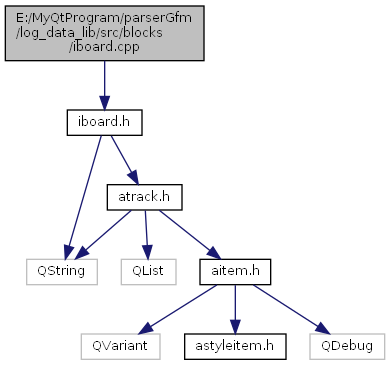 E:/MyQtProgram/parserGfm
/log_data_lib/src/blocks
/iboard.cpp
iboard.h
atrack.h
QString
QList
aitem.h
QVariant
astyleitem.h
QDebug